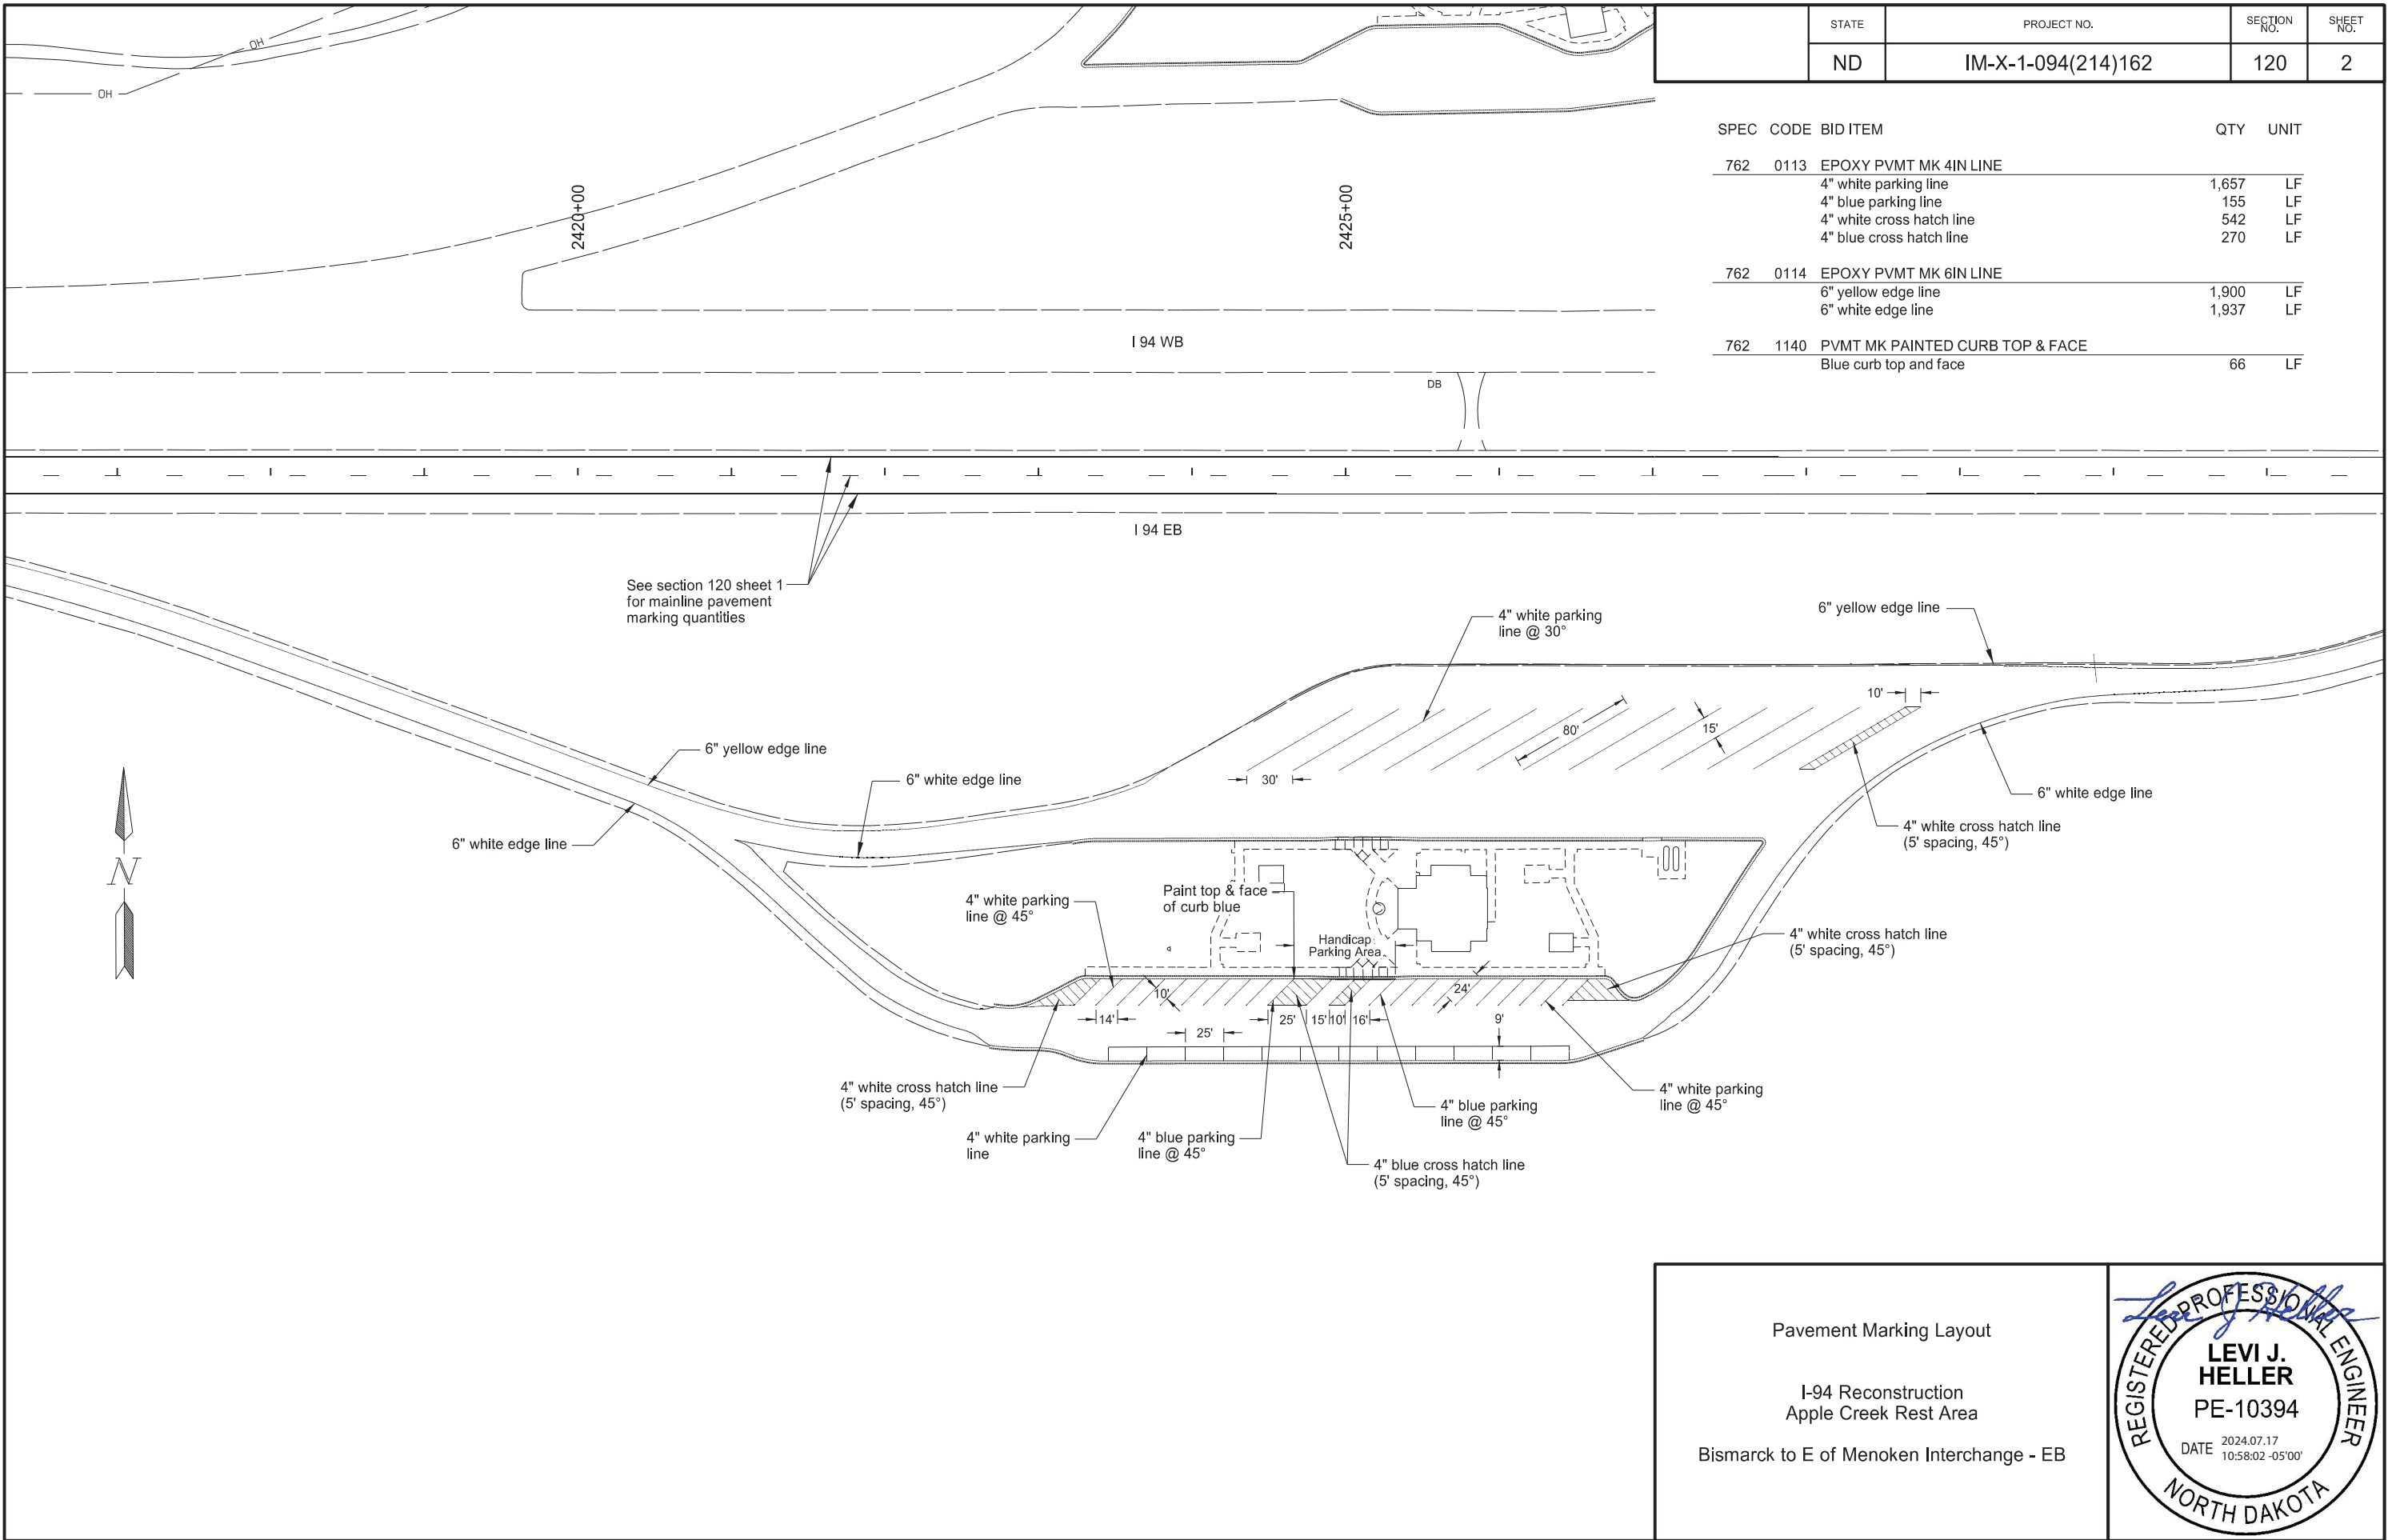 STATE
PROJECT NO.
SECTION NO.
SHEET NO.
ND
IM-X-1-094(214)162
120
2
SPEC CODE BID ITEM QTY UNIT
762 0113 EPOXY PVMT MK 4IN LINE
4" white parking line 1,657 LF
4" blue parking line 155 LF
4" white cross hatch line 542 LF
4" blue cross hatch line 270 LF
762 0114 EPOXY PVMT MK 6IN LINE
6" yellow edge line 1,900 LF
6" white edge line 1,937 LF
762 1140 PVMT MK PAINTED CURB TOP & FACE
Blue curb top and face 66 LF
OH
OH
2420+00
2425+00
I 94 WB
DB
I 94 EB
See section 120 sheet 1
for mainline pavement
marking quantities
4" white parking
line @ 30°
6" yellow edge line
10'
80'
15'
30'
6" yellow edge line
6" white edge line
6" white edge line
6" white edge line
4" white cross hatch line
(5' spacing, 45°)
N
4" white parking
line @ 45°
Paint top & face
of curb blue
Handicap
Parking Area
4" white cross hatch line
(5' spacing, 45°)
10'
24'
14'
25'
25'
15'
10'
16'
9'
4" white cross hatch line
(5' spacing, 45°)
4" white parking
line
4" blue parking
line @ 45°
4" blue parking
line @ 45°
4" white parking
line @ 45°
4" blue cross hatch line
(5' spacing, 45°)
Pavement Marking Layout
I-94 Reconstruction
Apple Creek Rest Area
Bismarck to E of Menoken Interchange - EB
Levi J Heller
REGISTERED PROFESSIONAL ENGINEER
LEVI J.
HELLER
PE-10394
DATE 2024.07.17
10:58:02 -05'00'
NORTH DAKOTA